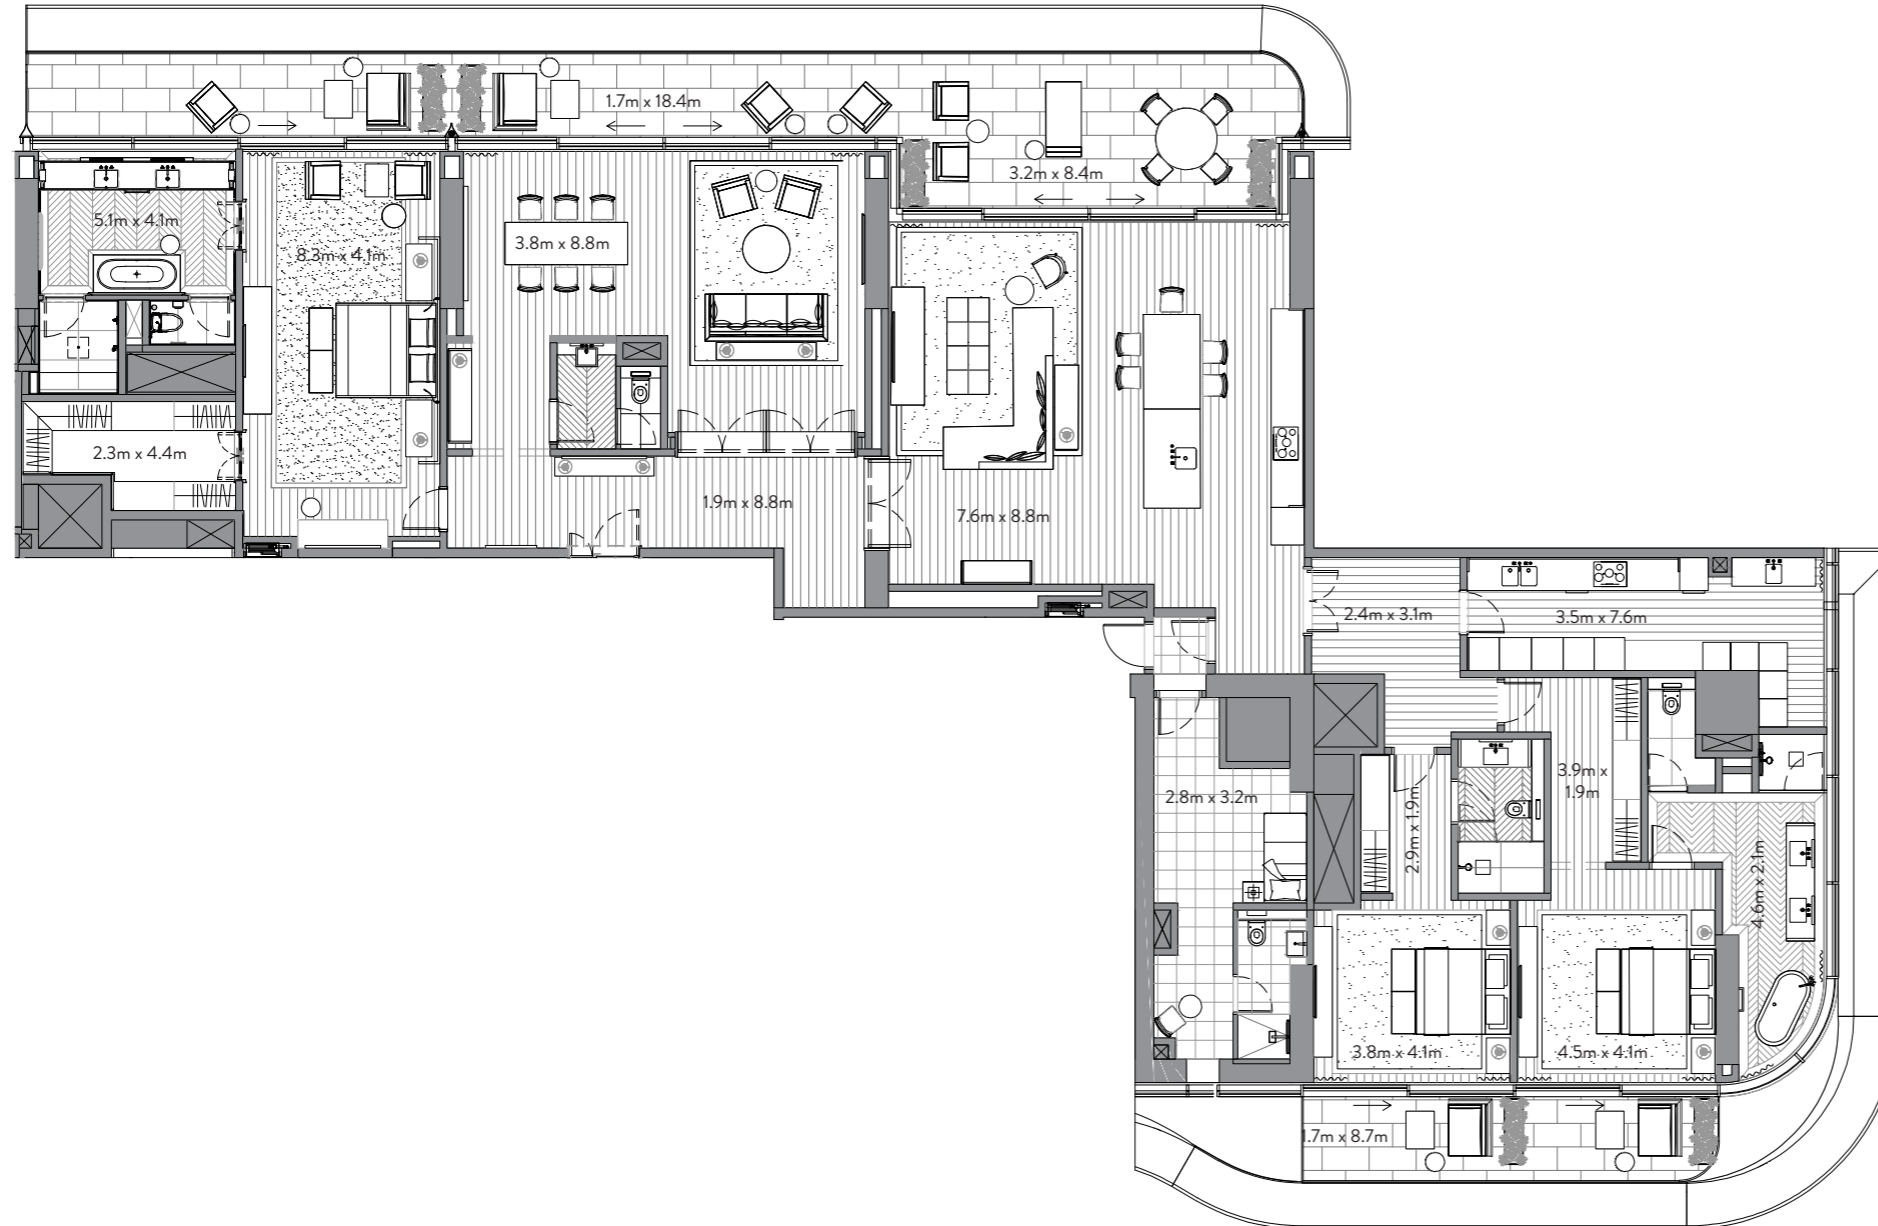 1.7m x 18.4m
3.2m x 8.4m
5.1m x 4.1m
8.3m x 4.1m
3.8m x 8.8m
2.3m x 4.4m
1.9m x 8.8m
7.6m x 8.8m
2.4m x 3.1m
3.5m x 7.6m
2.8m x 3.2m
2.9m x 1.9m
3.9m x
1.9m
4.6m x 2.1m
3.8m x 4.1m
4.5m x 4.1m
1.7m x 8.7m